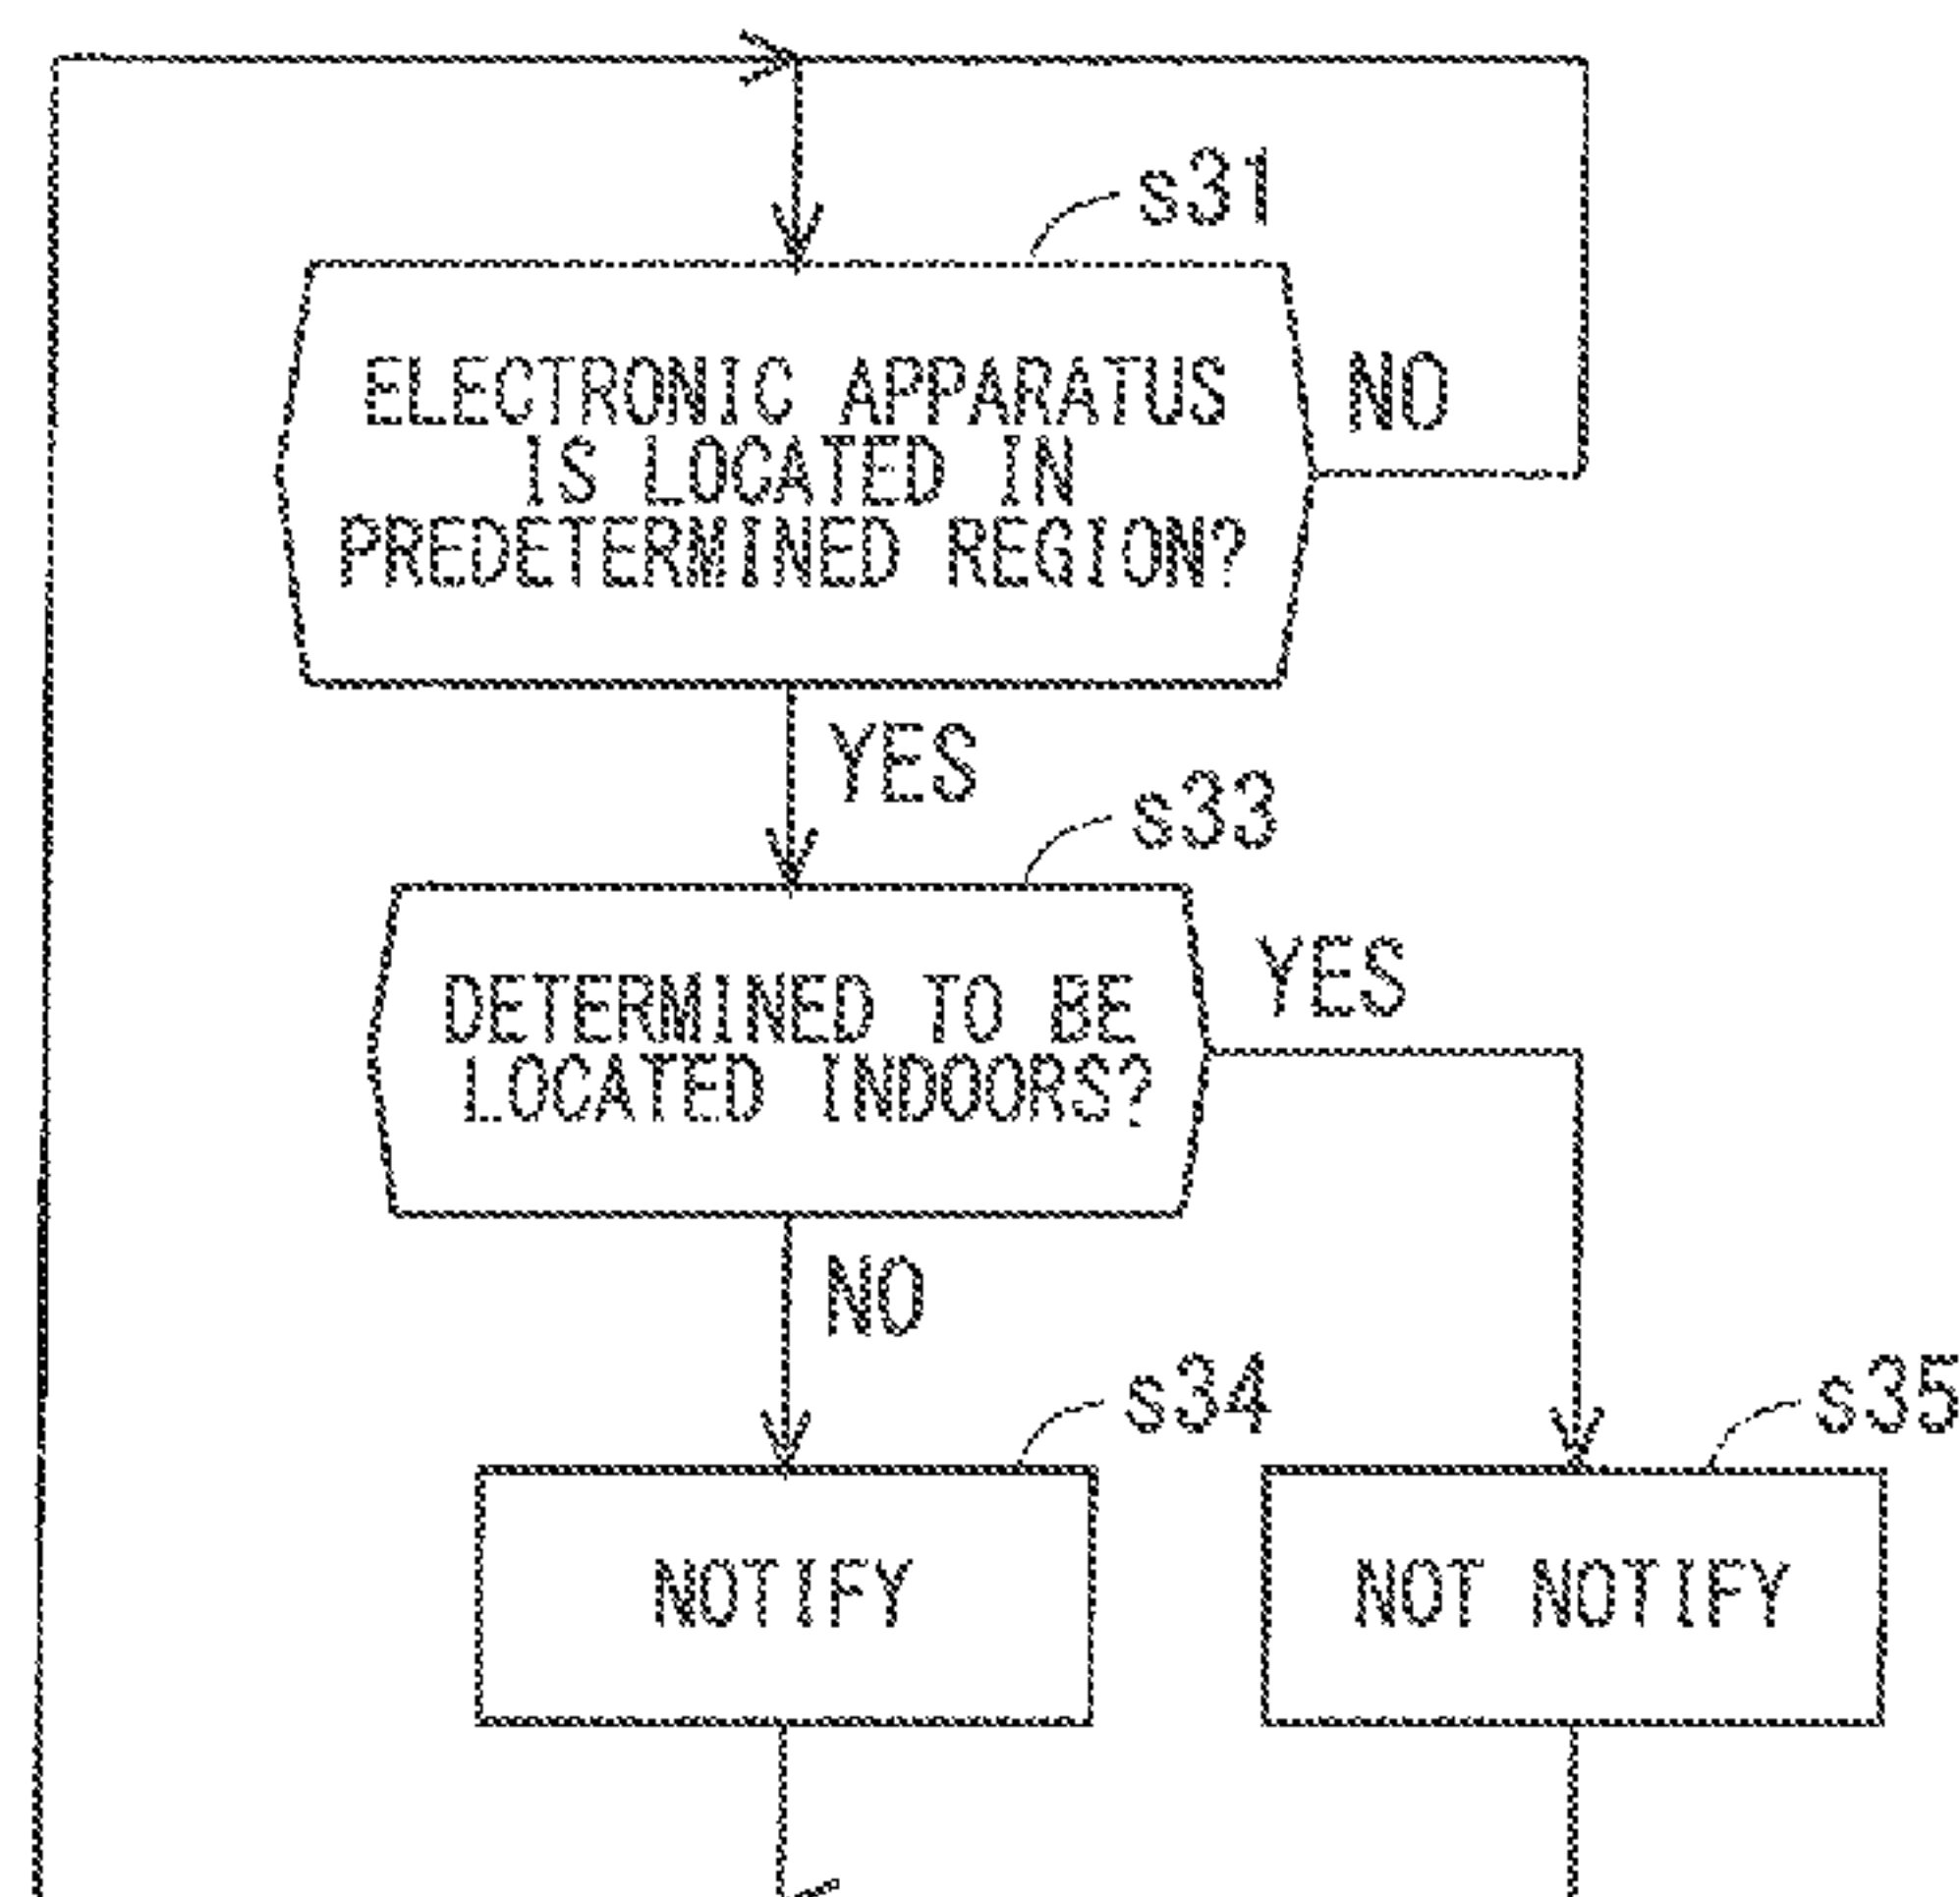 s31
ELECTRONIC APPARATUS
IS LOCATED IN
PREDETERMINED REGION?
NO
YES
s33
DETERMINED TO BE
LOCATED INDOORS?
YES
NO
s34
s35
NOTIFY
NOT NOTIFY